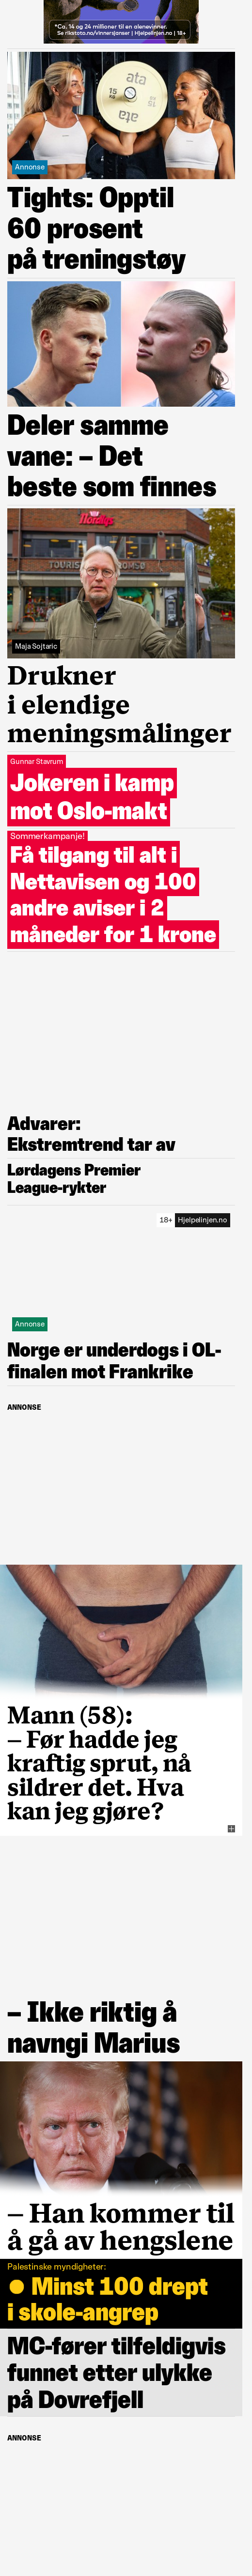 *Ca. 14 og 24 millioner til en alenevinner.
Se rikstoto.no/vinnersjanser | Hjelpelinjen.no | 18+
ata
15
ata
Annonse
Tights: Opptil
60 prosent
på treningstøy
Deler samme
vane: – Det
beste som finnes
Nordlys
TOURIS
ROMSØ
Maja Sojtaric
Drukner
i elendige
meningsmålinger
Gunnar Stavrum
Jokeren i kamp
mot Oslo-makt
Sommerkampanje!
Få tilgang til alt i
Nettavisen og 100
andre aviser i 2
måneder for 1 krone
Advarer:
Ekstremtrend tar av
Lørdagens Premier
League-rykter
18+ Hjelpelinjen.no
Annonse
Norge er underdogs i OL-
finalen mot Frankrike
ANNONSE
Mann (58):
– Før hadde jeg
kraftig sprut, nå
sildrer det. Hva
kan jeg gjøre?
– Ikke riktig å
navngi Marius
– Han kommer til
å gå av hengslene
Palestinske myndigheter:
● Minst 100 drept
i skole-angrep
MC-fører tilfeldigvis
funnet etter ulykke
på Dovrefjell
ANNONSE